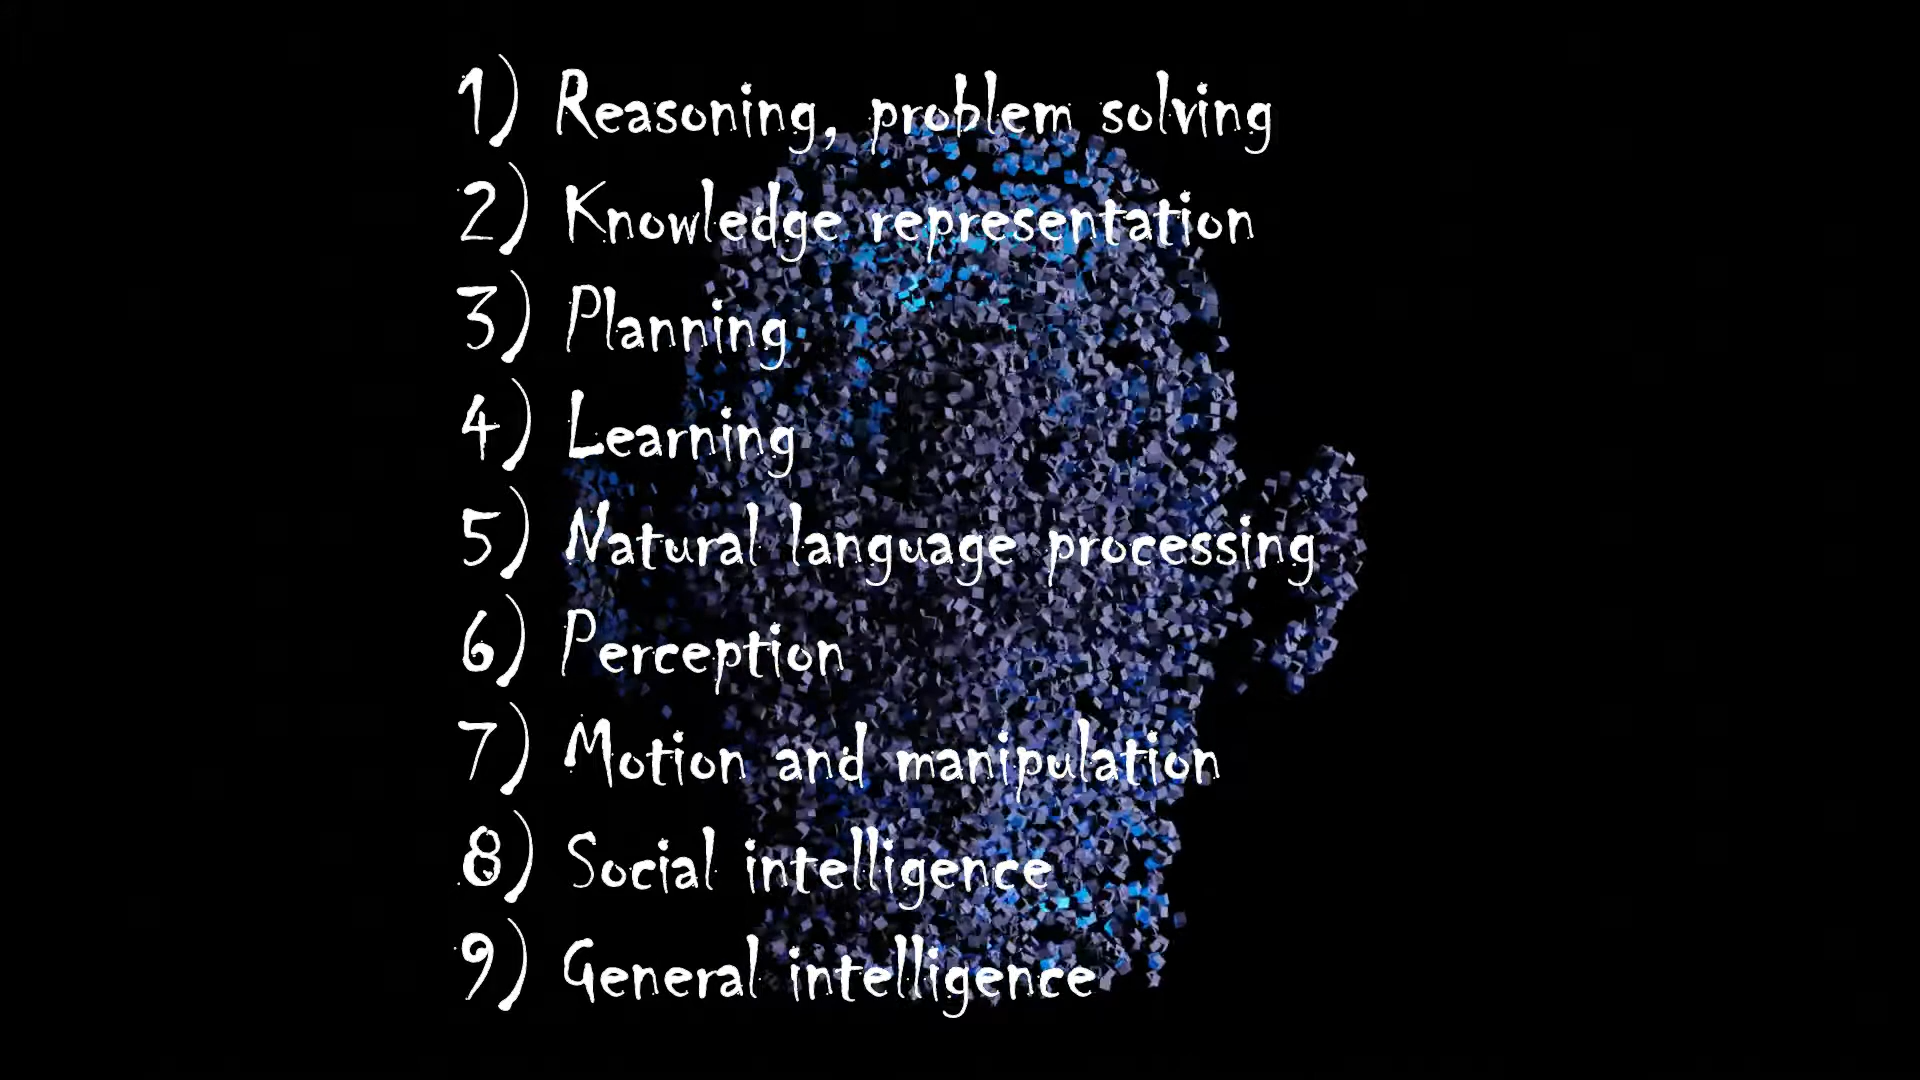 1) Reasoning, problem solving
2) Knowledge representation
3) Planning
4) Learning
5) Natural language processing
6) Perception
7) Motion and manipulation
8) Social intelligence
9) General intelligence